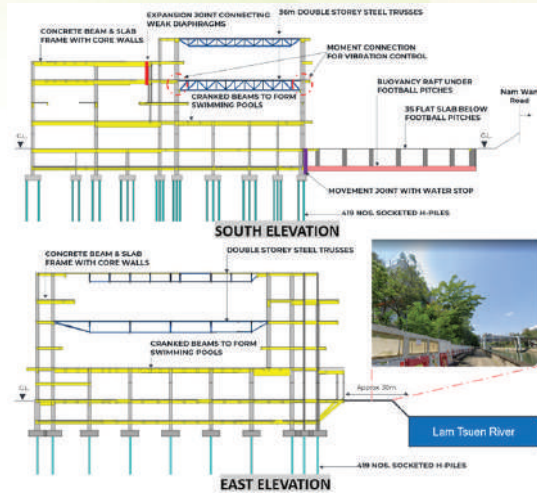 EXPANSION JOINT CONNECTING
WEAK DIAPHRAGMS
36m DOUBLE STOREY STEEL TRUSSES
CONCRETE BEAM & SLAB
FRAME WITH CORE WALLS
MOMENT CONNECTION
FOR VIBRATION CONTROL
BUOYANCY RAFT UNDER
FOOTBALL PITCHES
Nam Wan
Road
CRANKED BEAMS TO FORM
SWIMMING POOLS
35 FLAT SLAB BELOW
FOOTBALL PITCHES
G.L.
G.L.
MOVEMENT JOINT WITH WATER STOP
419 NOS. SOCKETED H-PILES
SOUTH ELEVATION
CONCRETE BEAM & SLAB
FRAME WITH CORE WALLS
DOUBLE STOREY STEEL TRUSSES
CRANKED BEAMS TO FORM
SWIMMING POOLS
Approx 30m
G.L.
Lam Tsuen River
419 NOS. SOCKETED H-PILES
EAST ELEVATION